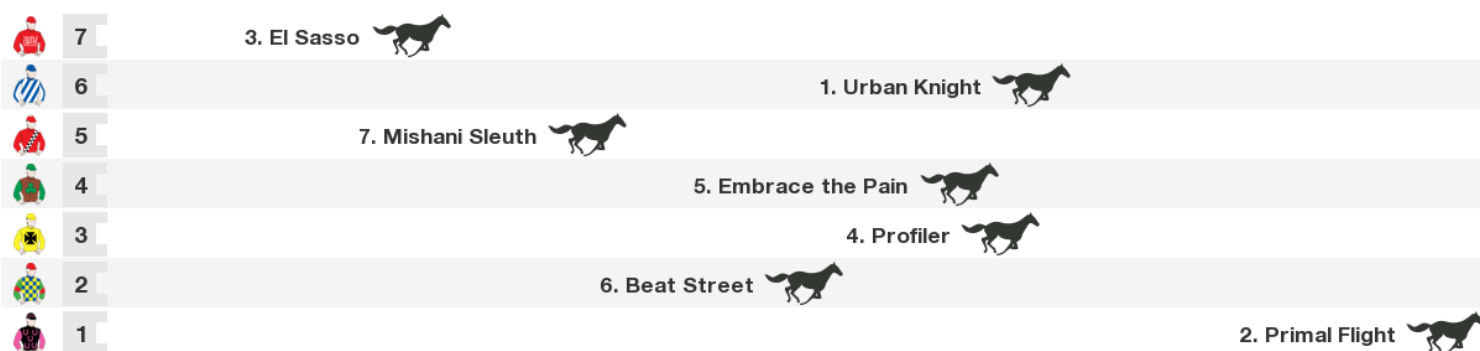 7 3. El Sasso
6 1. Urban Knight
5 7. Mishani Sleuth
4 5. Embrace the Pain
3 4. Profiler
2 6. Beat Street
1 2. Primal Flight